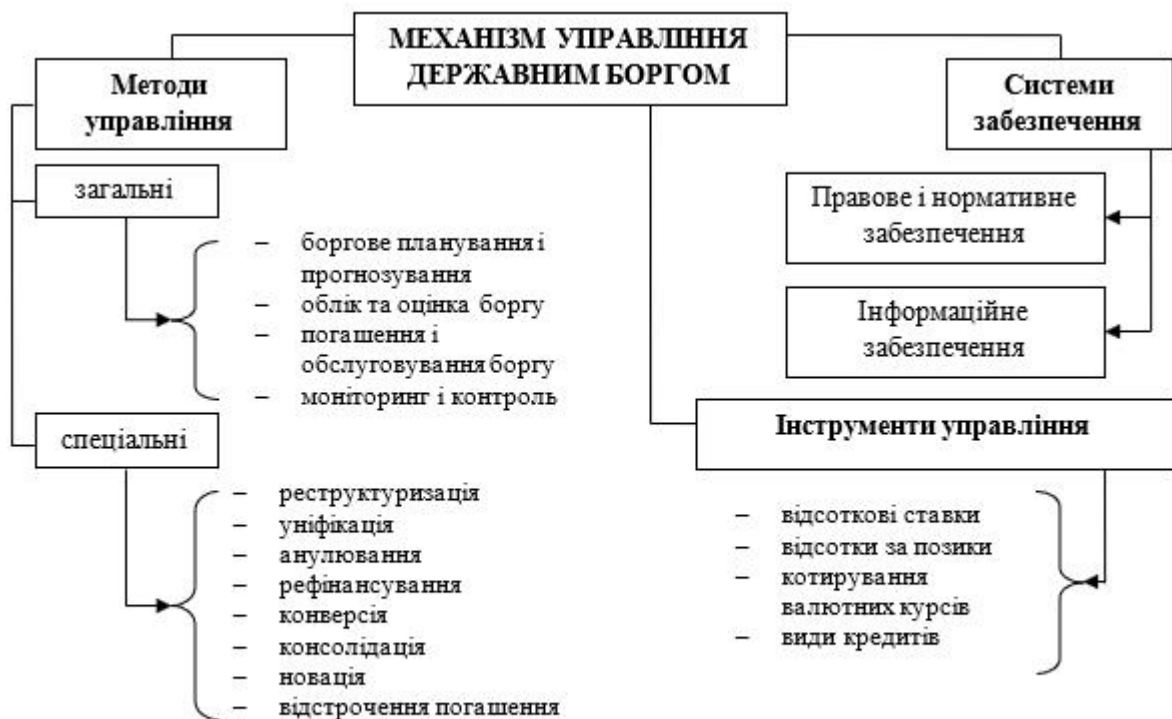 МЕХАНІЗМ УПРАВЛІННЯ
ДЕРЖАВНИМ БОРГОМ
Методи
управління
загальні
– боргове планування і
прогнозування
– облік та оцінка боргу
– погашення і
обслуговування боргу
– моніторинг і контроль
спеціальні
– реструктуризація
– уніфікація
– анулювання
– рефінансування
– конверсія
– консолідація
– новація
– відстрочення погашення
Системи
забезпечення
Правове і нормативне
забезпечення
Інформаційне
забезпечення
Інструменти управління
– відсоткові ставки
– відсотки за позики
– котирування
валютних курсів
– види кредитів